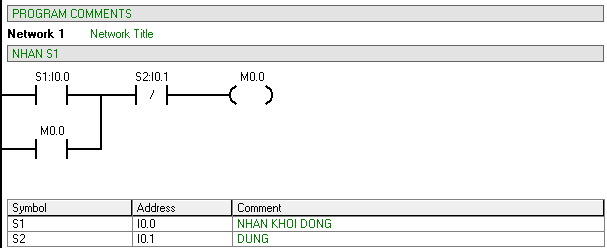 PROGRAM COMMENTS
Network 1 Network Title
NHAN S1
S1:I0.0 S2:I0.1 M0.0
/
M0.0
Symbol Address Comment
S1 I0.0 NHAN KHOI DONG
S2 I0.1 DUNG